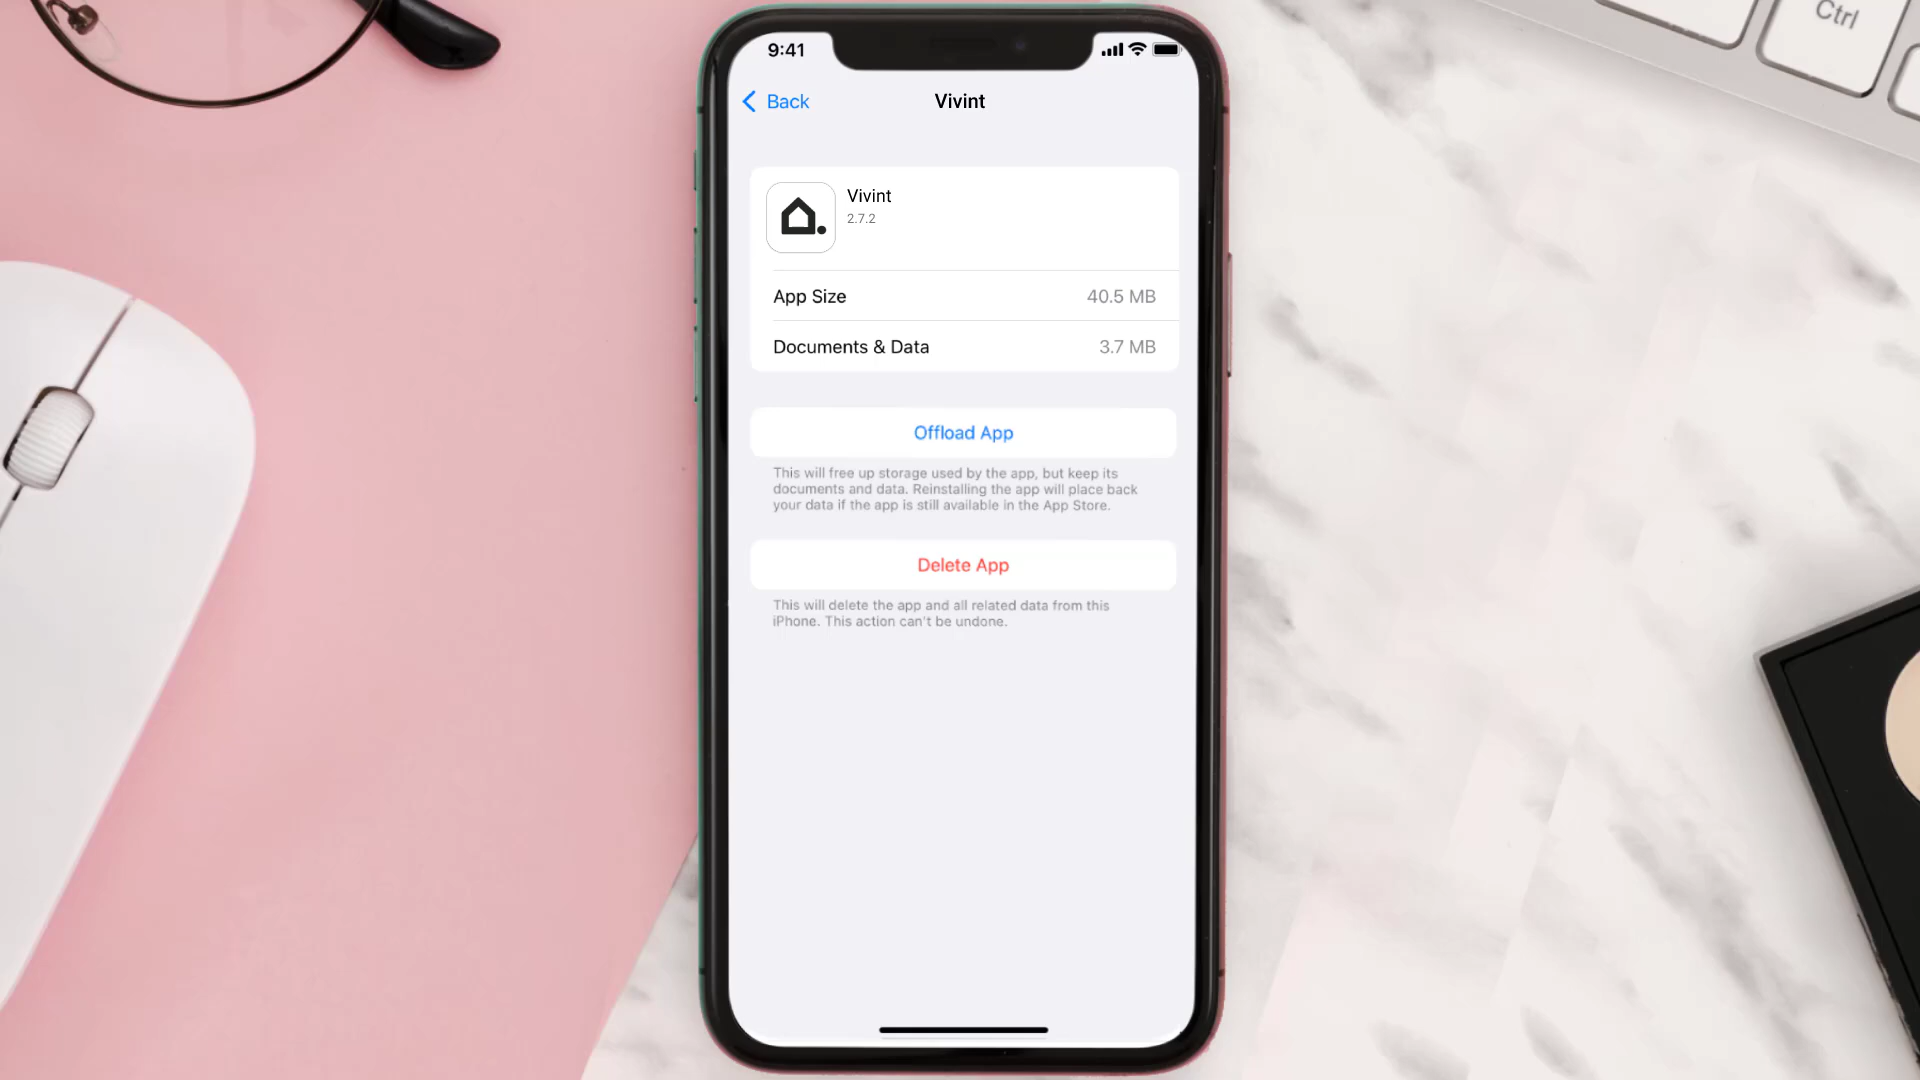 Ctrl
9:41
Back
Vivint
Vivint
2.7.2
App Size 40.5 MB
Documents & Data 3.7 MB
Offload App
This will free up storage used by the app, but keep its
documents and data. Reinstalling the app will place back
your data if the app is still available in the App Store.
Delete App
This will delete the app and all related data from this
iPhone. This action can't be undone.